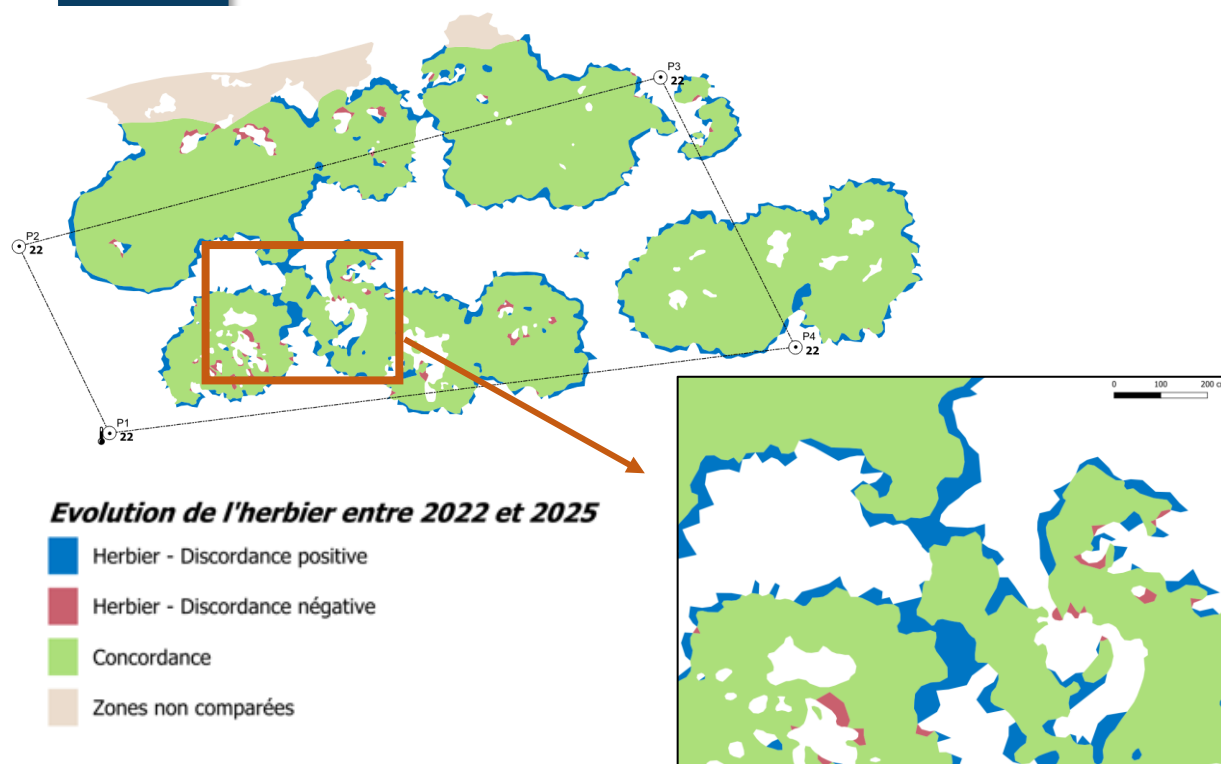 P3
22
P2
22
P4
22
P1
22
0 100 200 c
Evolution de l'herbier entre 2022 et 2025
Herbier - Discordance positive
Herbier - Discordance négative
Concordance
Zones non comparées